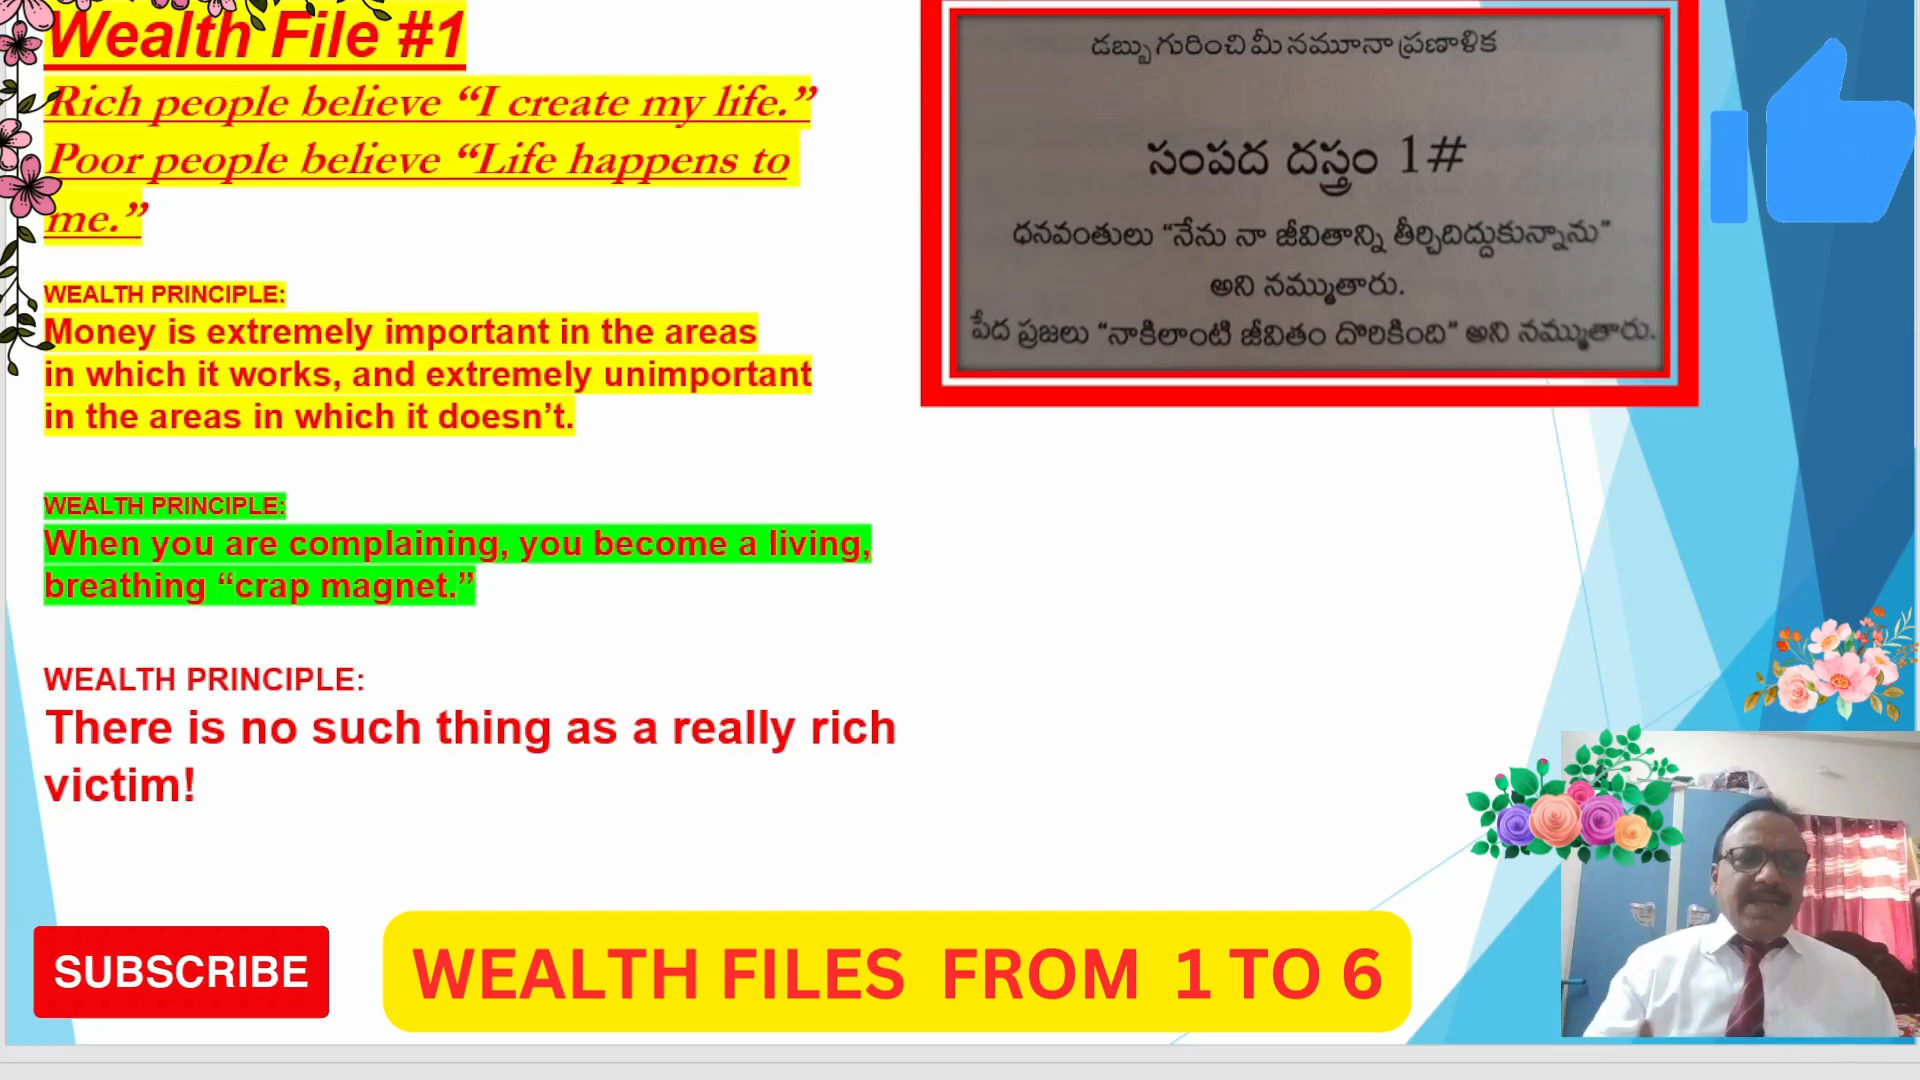 Wealth File #1
Rich people believe “I create my life.”
Poor people believe “Life happens to
me.”
WEALTH PRINCIPLE:
Money is extremely important in the areas
in which it works, and extremely unimportant
in the areas in which it doesn’t.
WEALTH PRINCIPLE:
When you are complaining, you become a living,
breathing “crap magnet.”
WEALTH PRINCIPLE:
There is no such thing as a really rich
victim!
డబ్బు గురించి మీ నమూనా ప్రణాళిక
సంపద దస్త్రం 1#
ధనవంతులు “నేను నా జీవితాన్ని తీర్చిదిద్దుకున్నాను”
అని నమ్ముతారు.
పేద ప్రజలు “నాకిలాంటి జీవితం దొరికింది” అని నమ్ముతారు.
SUBSCRIBE
WEALTH FILES FROM 1 TO 6